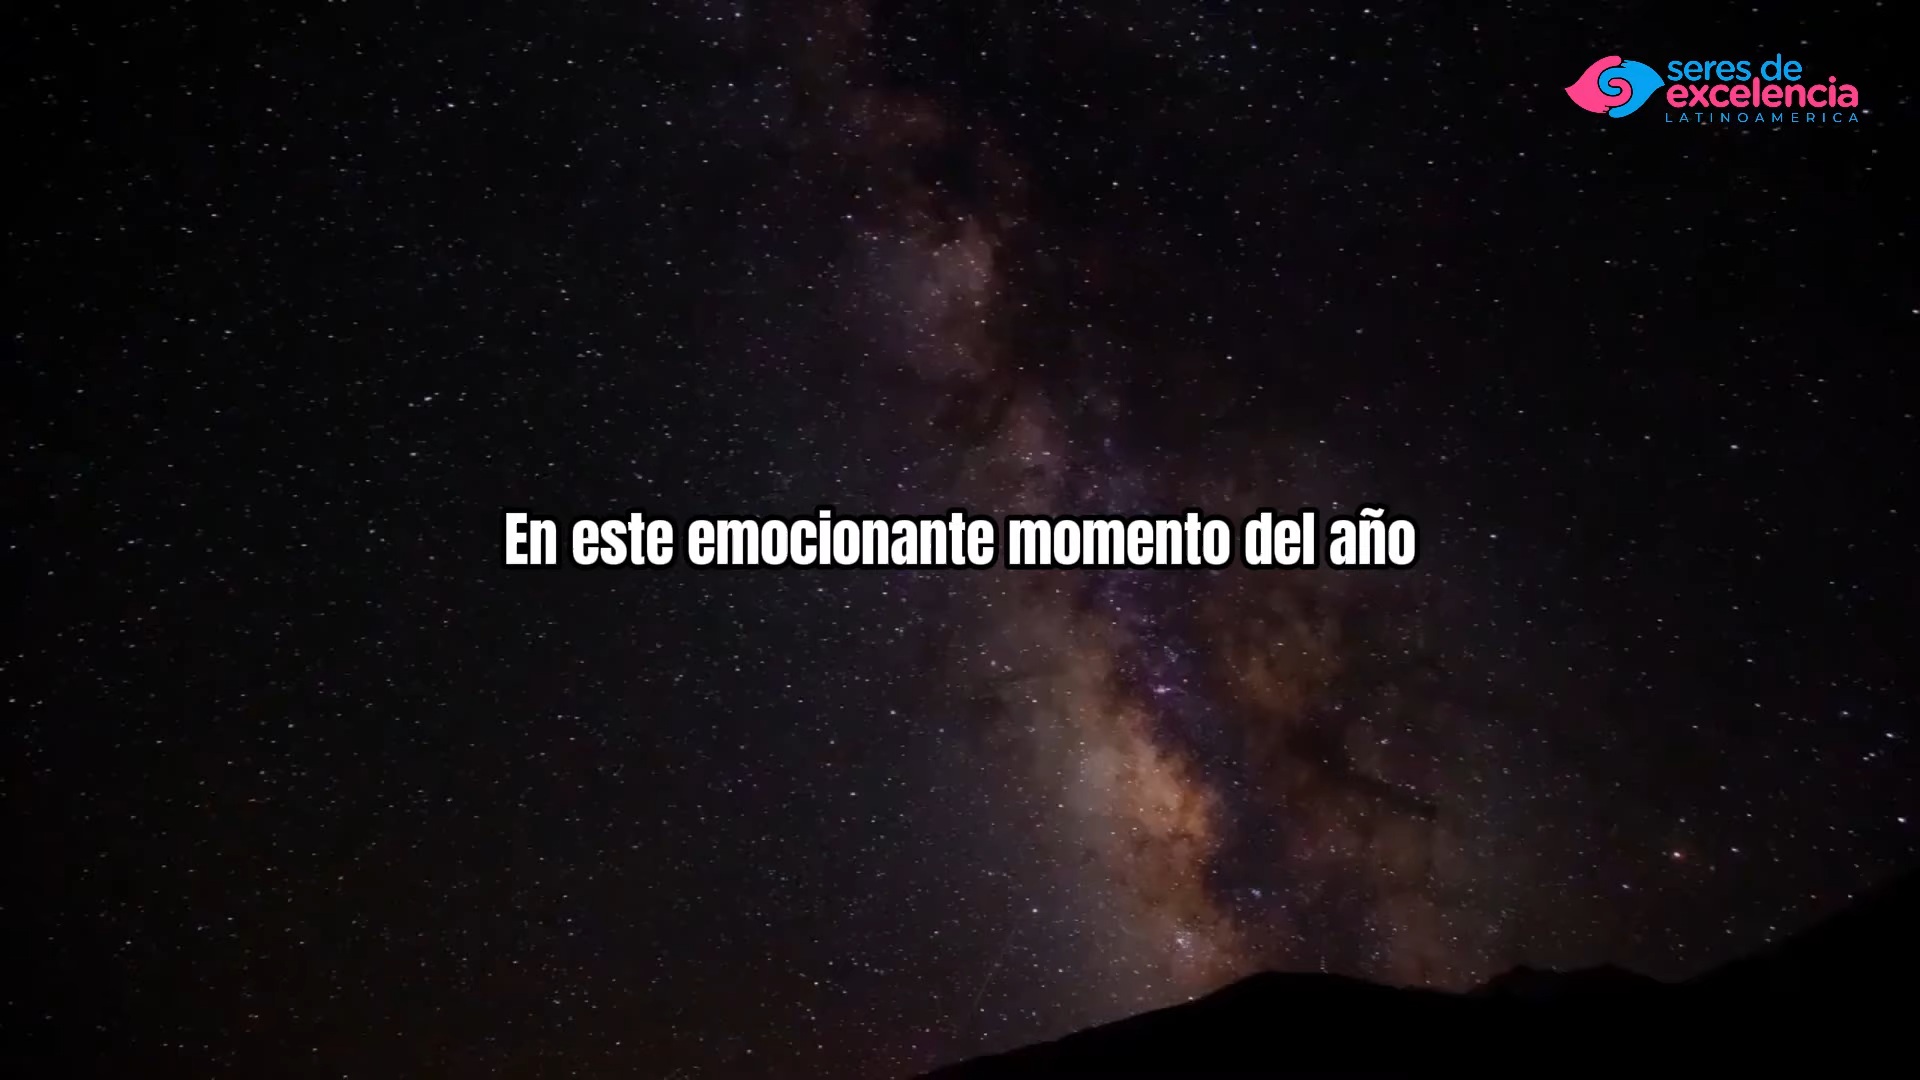 seres de
excelencia
LATINOAMERICA
En este emocionante momento del año